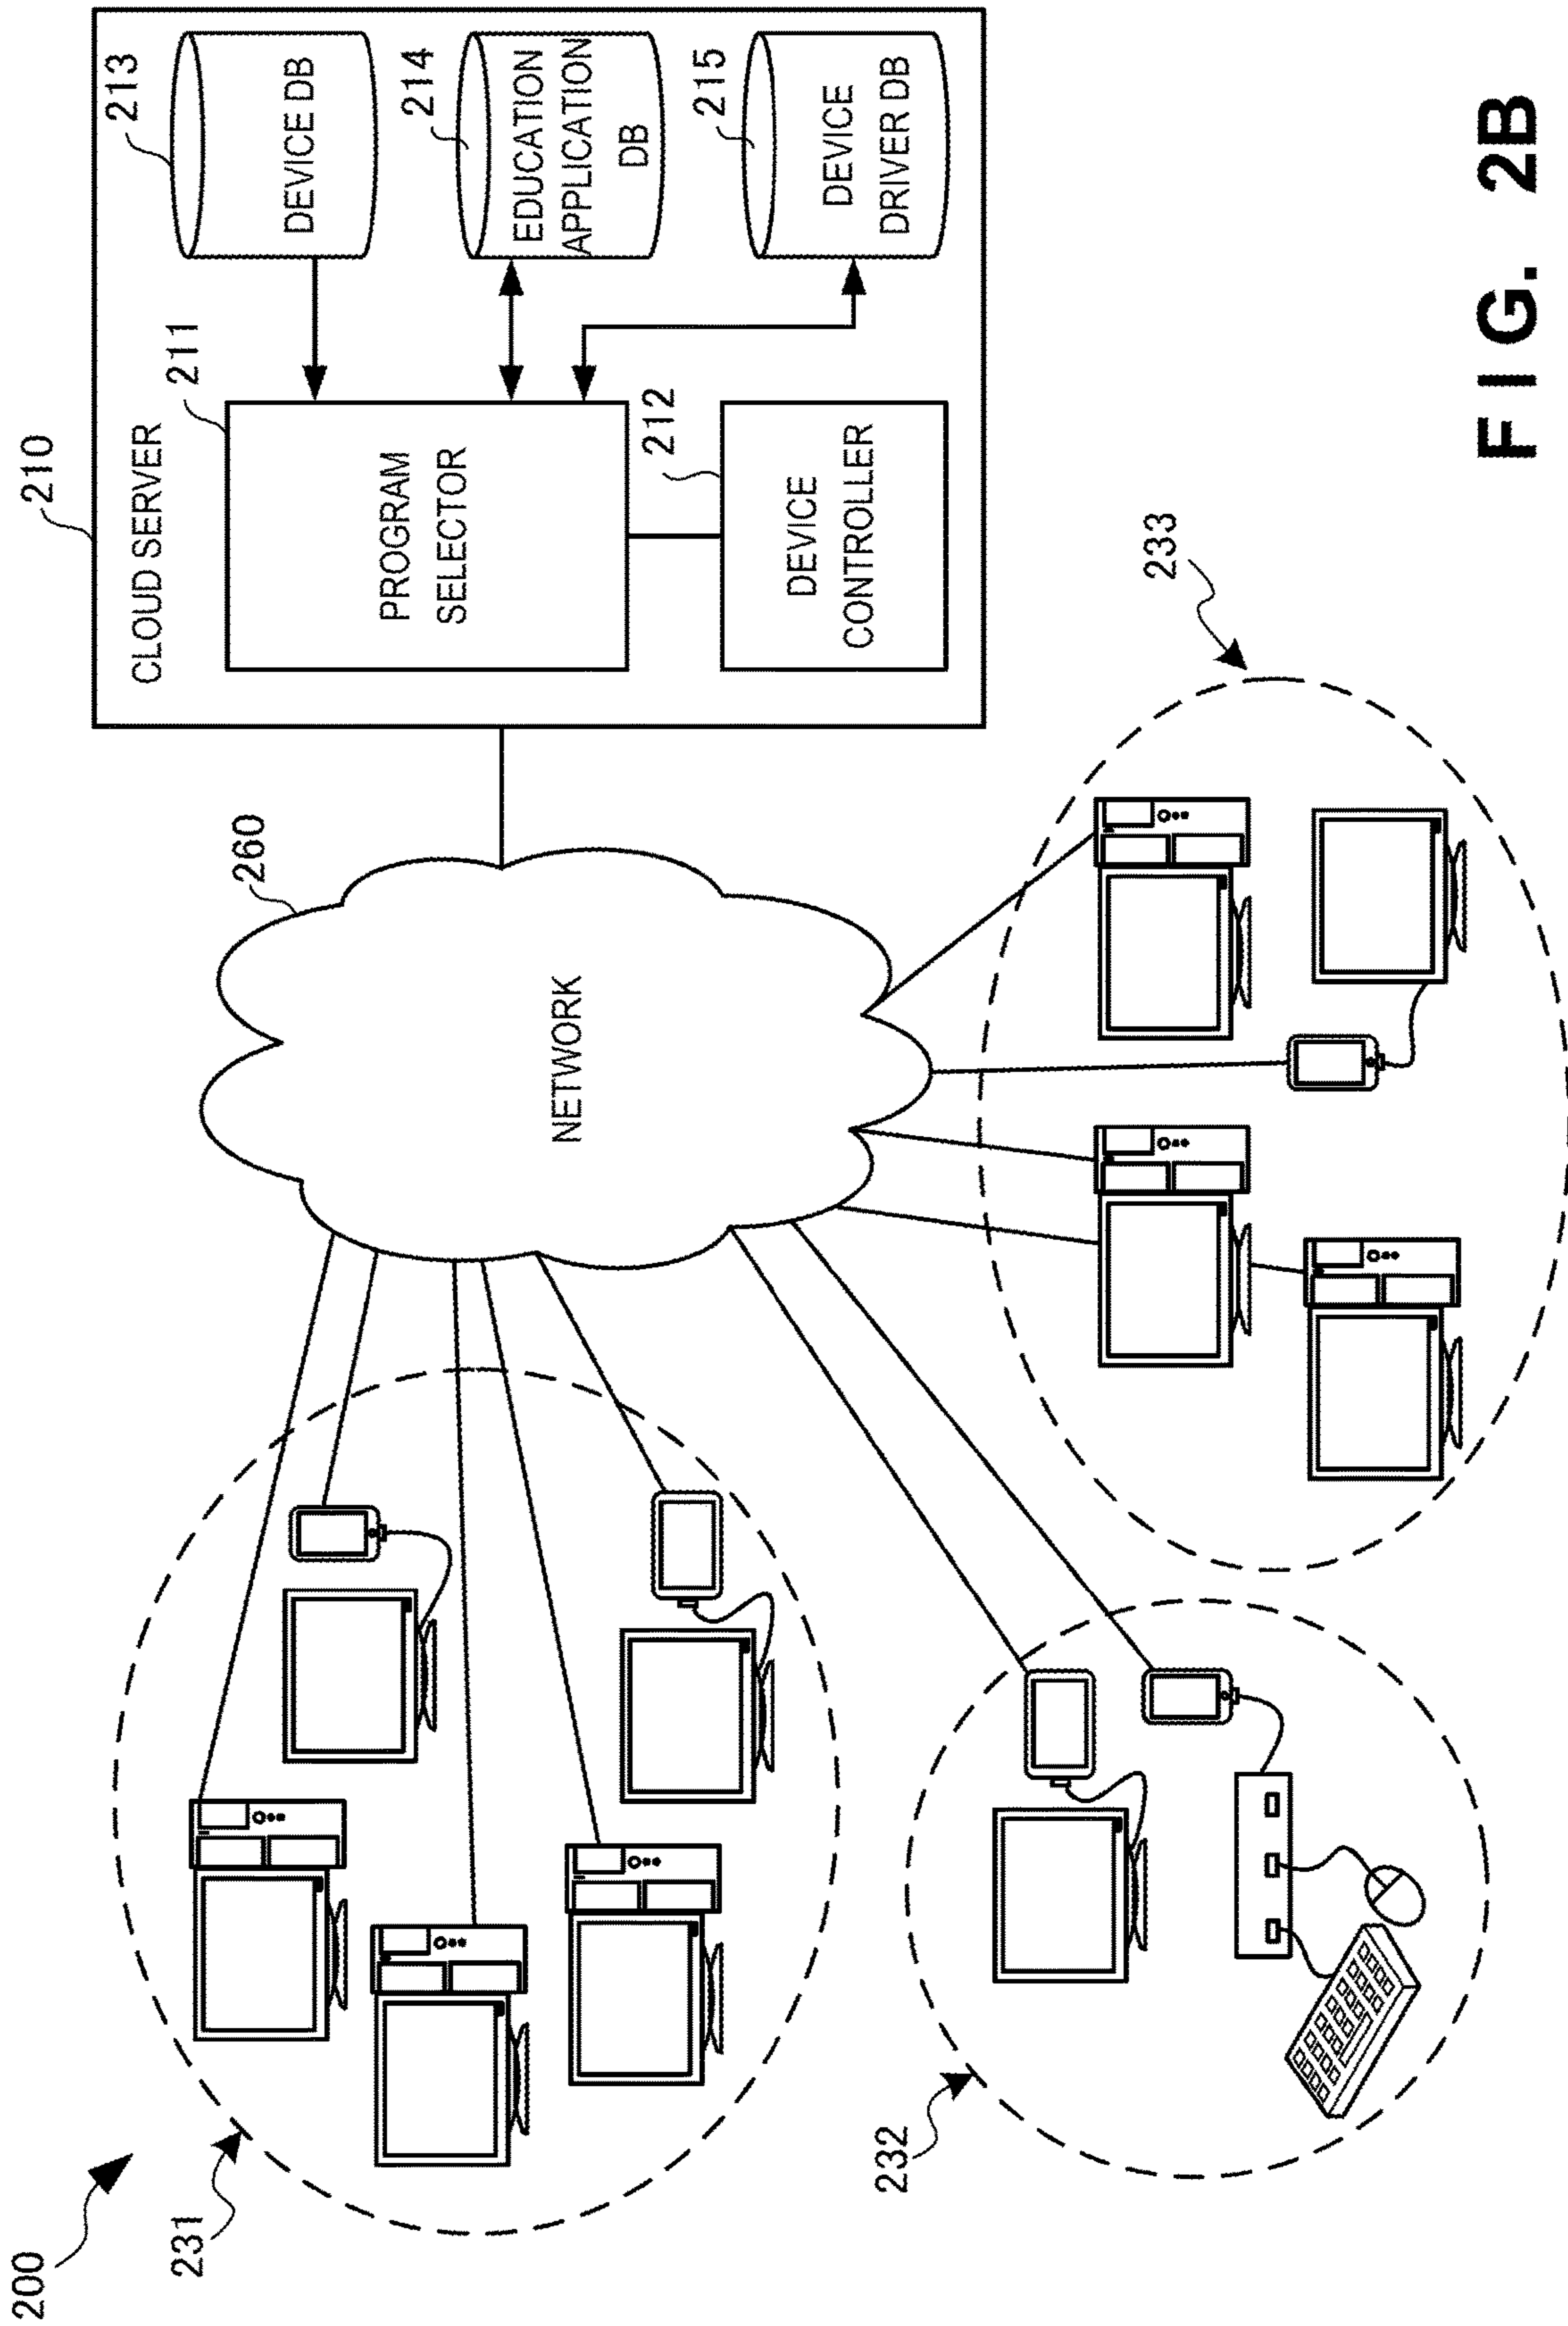 200
210
CLOUD SERVER
211
PROGRAM
SELECTOR
213
DEVICE DB
214
EDUCATION
APPLICATION
DB
212
DEVICE
CONTROLLER
215
DEVICE
DRIVER DB
260
NETWORK
231
232
233
FIG. 2B